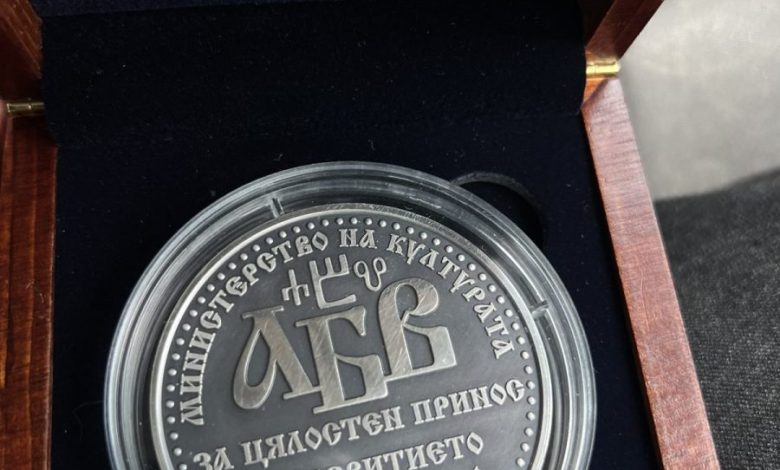 МИНИСТЕРСТВО НА КУЛТУРАТА
ⰰⰱⰲ
АБВ
ЗА ЦЯЛОСТЕН ПРИНОС